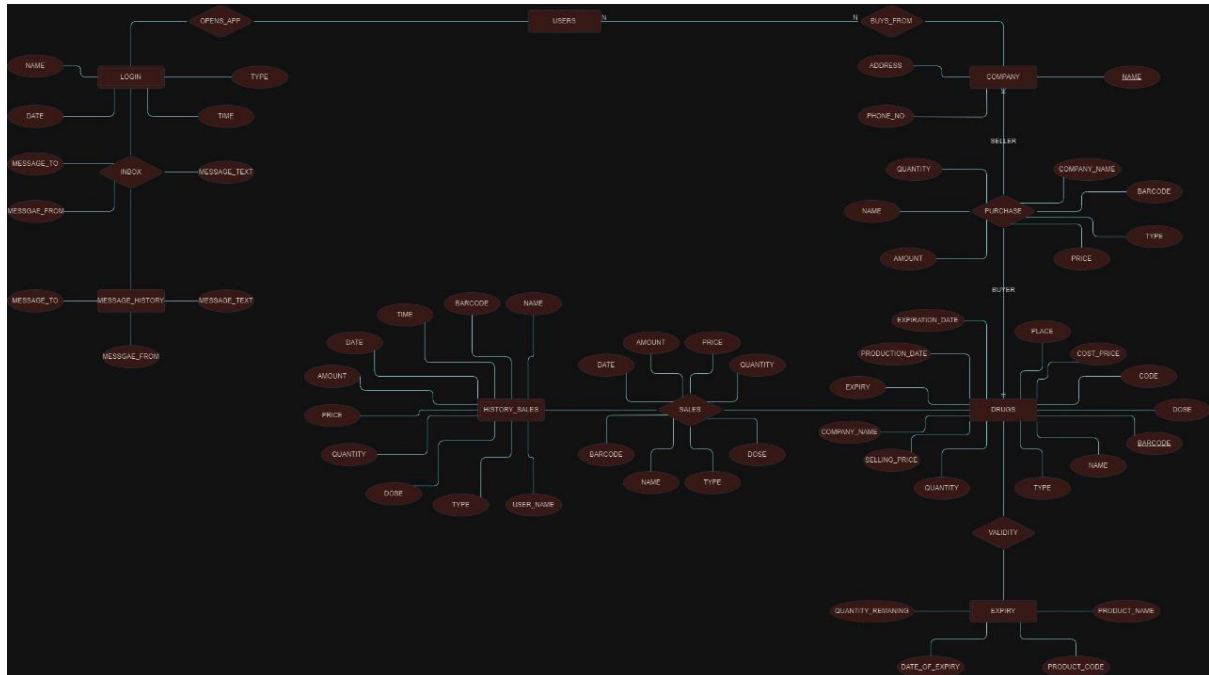 OPENS_APP
USERS
N
N
BUYS_FROM
NAME
LOGIN
TYPE
DATE
TIME
ADDRESS
COMPANY
NAME
PHONE_NO
SELLER
MESSAGE_TO
INBOX
MESSAGE_TEXT
MESSGAE_FROM
QUANTITY
COMPANY_NAME
BARCODE
NAME
PURCHASE
TYPE
AMOUNT
PRICE
BUYER
MESSAGE_TO
MESSAGE_HISTORY
MESSAGE_TEXT
MESSGAE_FROM
TIME
BARCODE
NAME
DATE
AMOUNT
PRICE
HISTORY_SALES
QUANTITY
DOSE
TYPE
USER_NAME
AMOUNT
PRICE
DATE
QUANTITY
SALES
BARCODE
DOSE
NAME
TYPE
EXPIRATION_DATE
PLACE
PRODUCTION_DATE
COST_PRICE
EXPIRY
CODE
DRUGS
DOSE
COMPANY_NAME
BARCODE
SELLING_PRICE
NAME
QUANTITY
TYPE
VALIDITY
QUANTITY_REMANING
EXPIRY
PRODUCT_NAME
DATE_OF_EXPIRY
PRODUCT_CODE